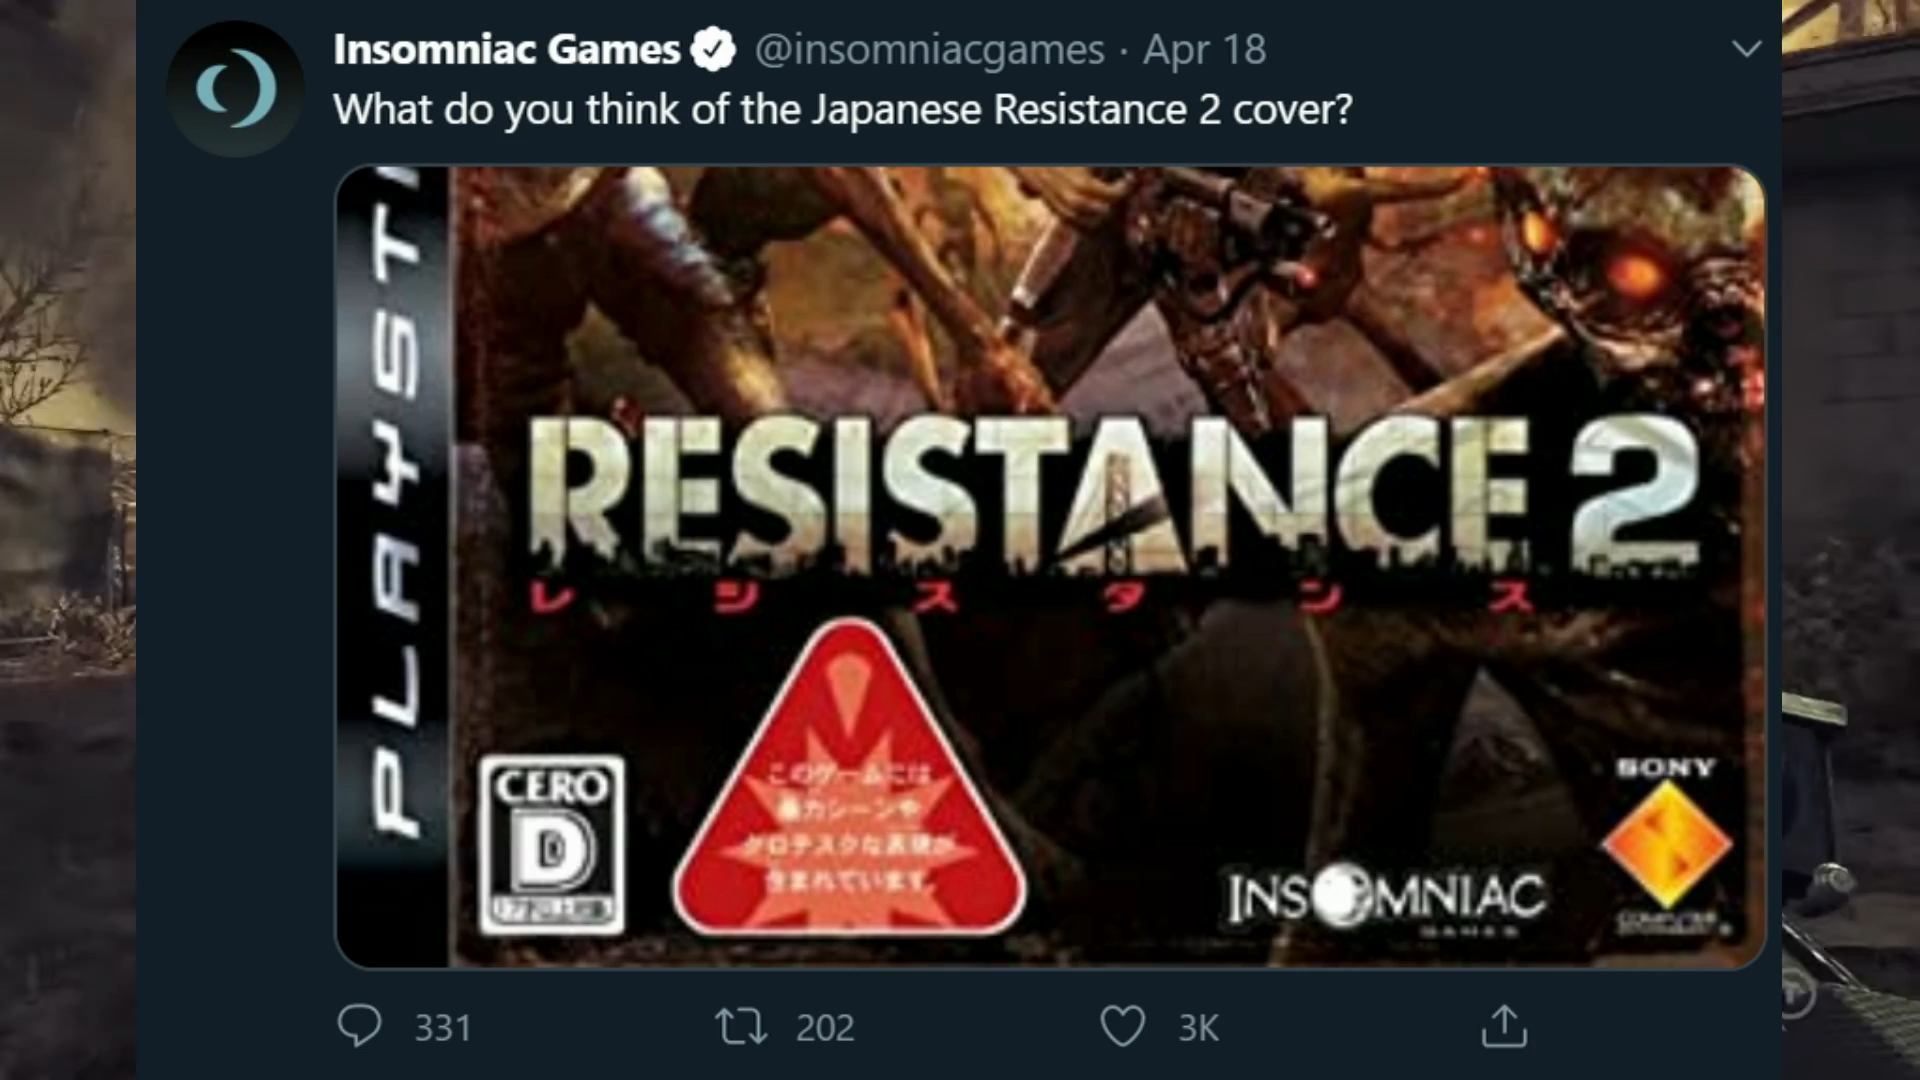 Insomniac Games @insomniacgames · Apr 18
What do you think of the Japanese Resistance 2 cover?
PLAYST
RESISTANCE 2
レジスタンス
このゲームには
暴力シーンや
グロテスクな表現が
含まれています。
CERO
D
INSOMNIAC
GAMES
SONY
COMPUTER
331
202
3K